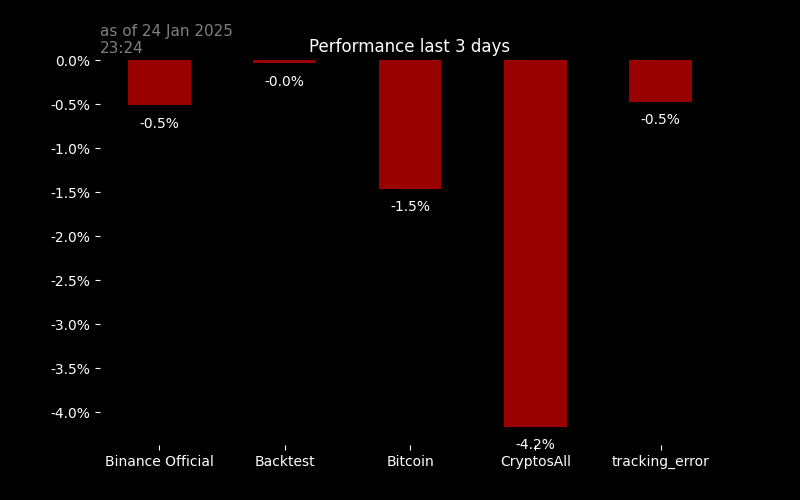 as of 24 Jan 2025
23:24
Performance last 3 days
0.0%
-0.5%
-1.0%
-1.5%
-2.0%
-2.5%
-3.0%
-3.5%
-4.0%
-0.5%
-0.0%
-1.5%
-4.2%
-0.5%
Binance Official
Backtest
Bitcoin
CryptosAll
tracking_error